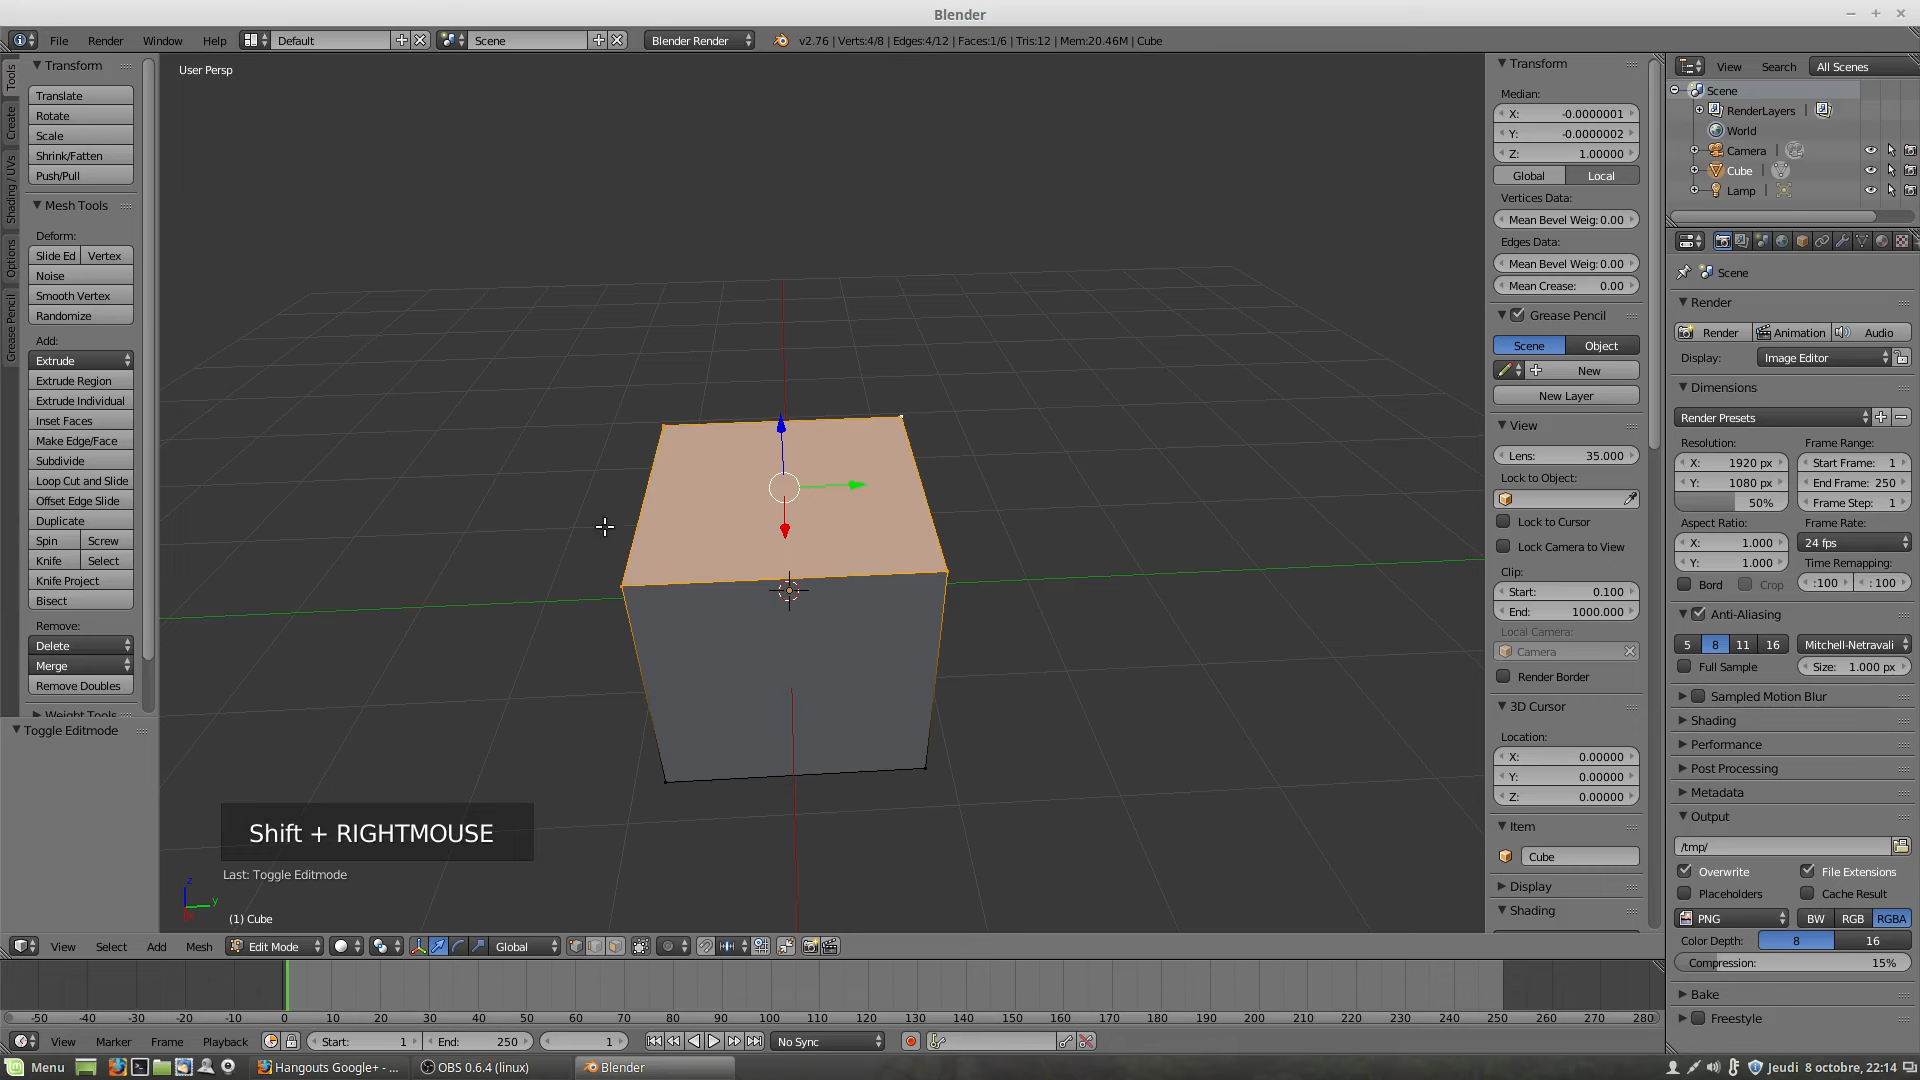 Blender
File Render Window Help Default Scene Blender Render v2.76 | Verts:4/8 | Edges:4/12 | Faces:1/6 | Tris:12 | Mem:20.46M | Cube
Tools
Create
Shading / UVs
Options
Grease Pencil
Transform
Translate
Rotate
Scale
Shrink/Fatten
Push/Pull
Mesh Tools
Deform:
Slide Ed Vertex
Noise
Smooth Vertex
Randomize
Add:
Extrude
Extrude Region
Extrude Individual
Inset Faces
Make Edge/Face
Subdivide
Loop Cut and Slide
Offset Edge Slide
Duplicate
Spin Screw
Knife Select
Knife Project
Bisect
Remove:
Delete
Merge
Remove Doubles
Weight Tools
Toggle Editmode
User Persp
Shift + RIGHTMOUSE
Last: Toggle Editmode
z
y
(1) Cube
Transform
Median:
X: -0.0000001
Y: -0.0000002
Z: 1.00000
Global Local
Vertices Data:
Mean Bevel Weig: 0.00
Edges Data:
Mean Bevel Weig: 0.00
Mean Crease: 0.00
Grease Pencil
Scene Object
New
New Layer
View
Lens: 35.000
Lock to Object:
Lock to Cursor
Lock Camera to View
Clip:
Start: 0.100
End: 1000.000
Local Camera:
Camera
Render Border
3D Cursor
Location:
X: 0.00000
Y: 0.00000
Z: 0.00000
Item
Cube
Display
Shading
View Search All Scenes
Scene
RenderLayers |
World
Camera |
Cube |
Lamp |
Scene
Render
Render Animation Audio
Display: Image Editor
Dimensions
Render Presets
Resolution: Frame Range:
X: 1920 px Start Frame: 1
Y: 1080 px End Frame: 250
50% Frame Step: 1
Aspect Ratio: Frame Rate:
X: 1.000 24 fps
Y: 1.000 Time Remapping:
Bord Crop :100 : 100
Anti-Aliasing
5 8 11 16 Mitchell-Netravali
Full Sample Size: 1.000 px
Sampled Motion Blur
Shading
Performance
Post Processing
Metadata
Output
/tmp/
Overwrite File Extensions
Placeholders Cache Result
PNG BW RGB RGBA
Color Depth: 8 16
Compression: 15%
Bake
Freestyle
View Select Add Mesh Edit Mode Global
-50 -40 -30 -20 -10 0 10 20 30 40 50 60 70 80 90 100 110 120 130 140 150 160 170 180 190 200 210 220 230 240 250 260 270 280
View Marker Frame Playback Start: 1 End: 250 1 No Sync
Menu Hangouts Google+ - ... OBS 0.6.4 (linux) Blender Jeudi 8 octobre, 22:14